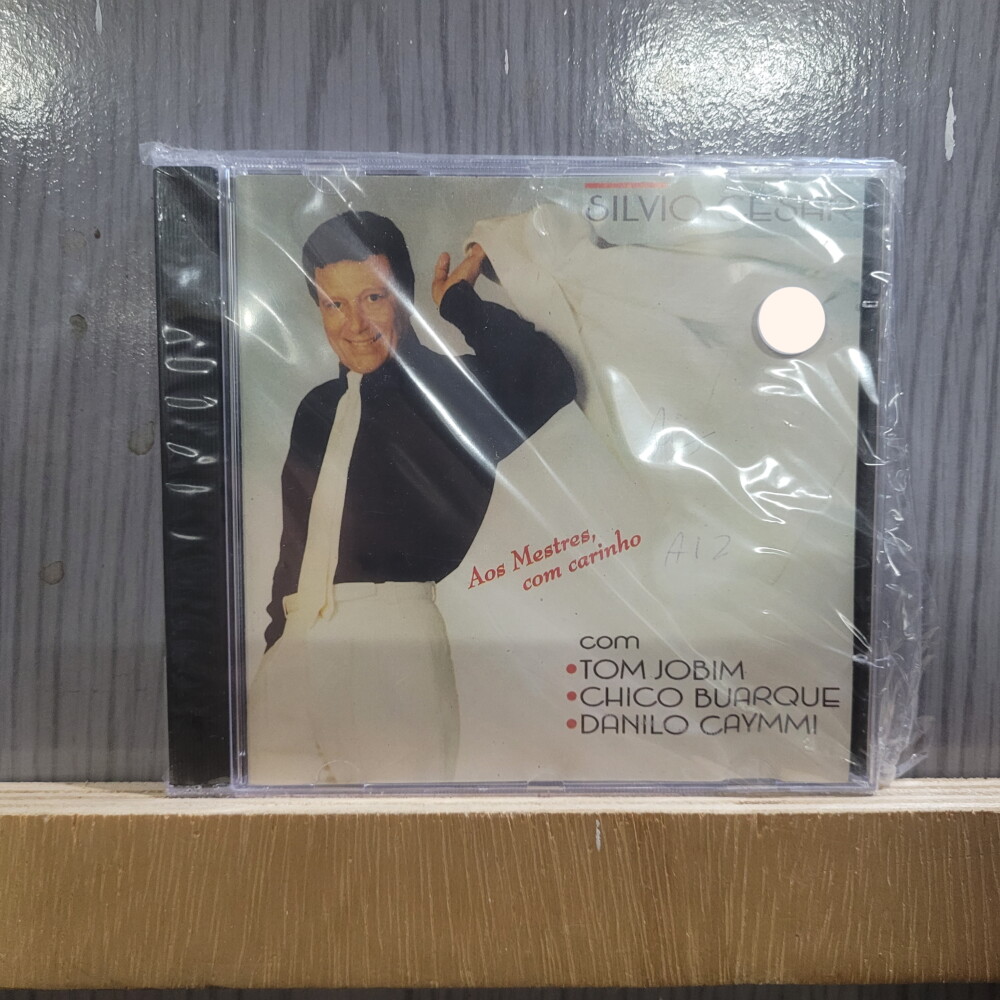 SILVIO CESAR
Aos Mestres,
com carinho
A12
com
• TOM JOBIM
• CHICO BUARQUE
• DANILO CAYMMI